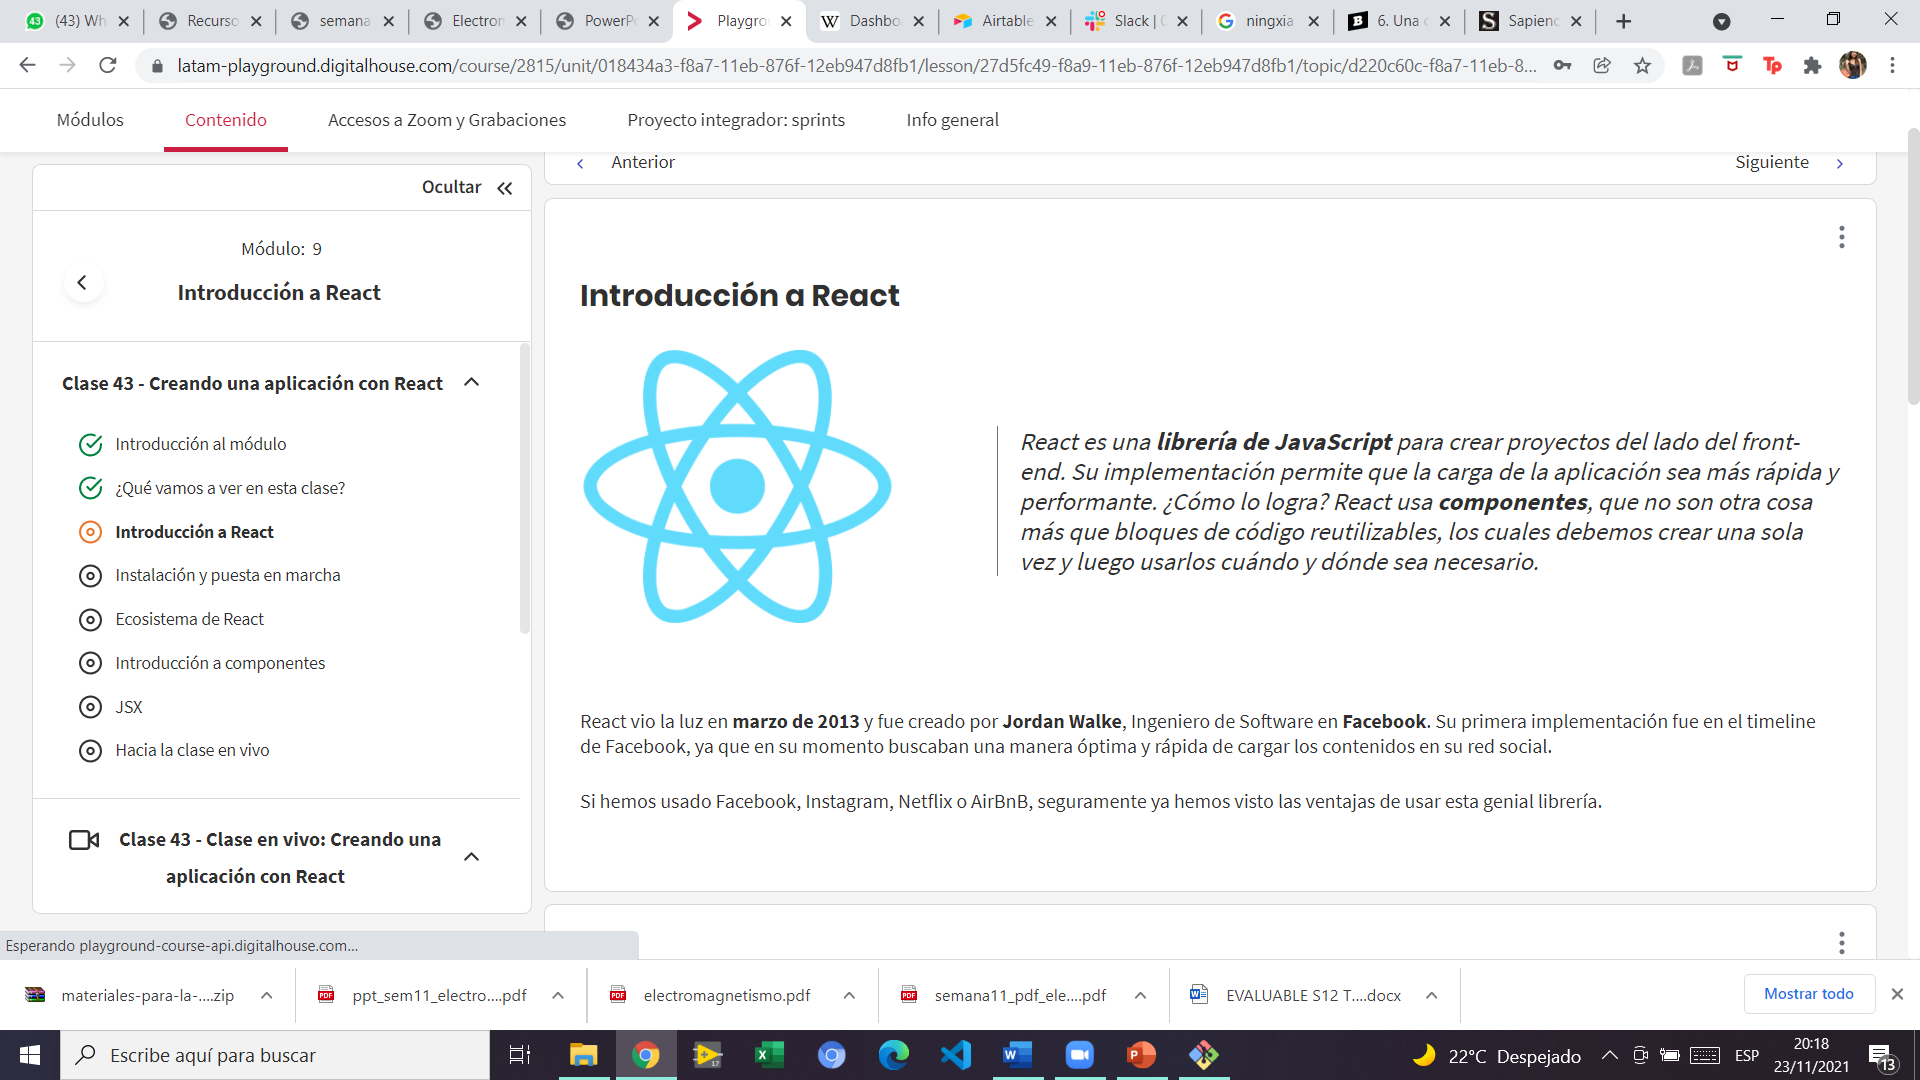 (43) Wh
Recurso
semana
Electron
PowerPo
Playgro
Dashbo
Airtable
Slack |
ningxia
6. Una
Sapien
latam-playground.digitalhouse.com/course/2815/unit/018434a3-f8a7-11eb-876f-12eb947d8fb1/lesson/27d5fc49-f8a9-11eb-876f-12eb947d8fb1/topic/d220c60c-f8a7-11eb-8...
Módulos
Contenido
Accesos a Zoom y Grabaciones
Proyecto integrador: sprints
Info general
Ocultar
Módulo: 9
Introducción a React
Clase 43 - Creando una aplicación con React
Introducción al módulo
¿Qué vamos a ver en esta clase?
Introducción a React
Instalación y puesta en marcha
Ecosistema de React
Introducción a componentes
JSX
Hacia la clase en vivo
Clase 43 - Clase en vivo: Creando una
aplicación con React
Anterior
Siguiente
Introducción a React
React es una librería de JavaScript para crear proyectos del lado del front-
end. Su implementación permite que la carga de la aplicación sea más rápida y
performante. ¿Cómo lo logra? React usa componentes, que no son otra cosa
más que bloques de código reutilizables, los cuales debemos crear una sola
vez y luego usarlos cuándo y dónde sea necesario.
React vio la luz en marzo de 2013 y fue creado por Jordan Walke, Ingeniero de Software en Facebook. Su primera implementación fue en el timeline
de Facebook, ya que en su momento buscaban una manera óptima y rápida de cargar los contenidos en su red social.
Si hemos usado Facebook, Instagram, Netflix o AirBnB, seguramente ya hemos visto las ventajas de usar esta genial librería.
Esperando playground-course-api.digitalhouse.com...
materiales-para-la-....zip
ppt_sem11_electro....pdf
electromagnetismo.pdf
semana11_pdf_ele....pdf
EVALUABLE S12 T....docx
Mostrar todo
Escribe aquí para buscar
22°C Despejado
ESP
20:18
23/11/2021
13